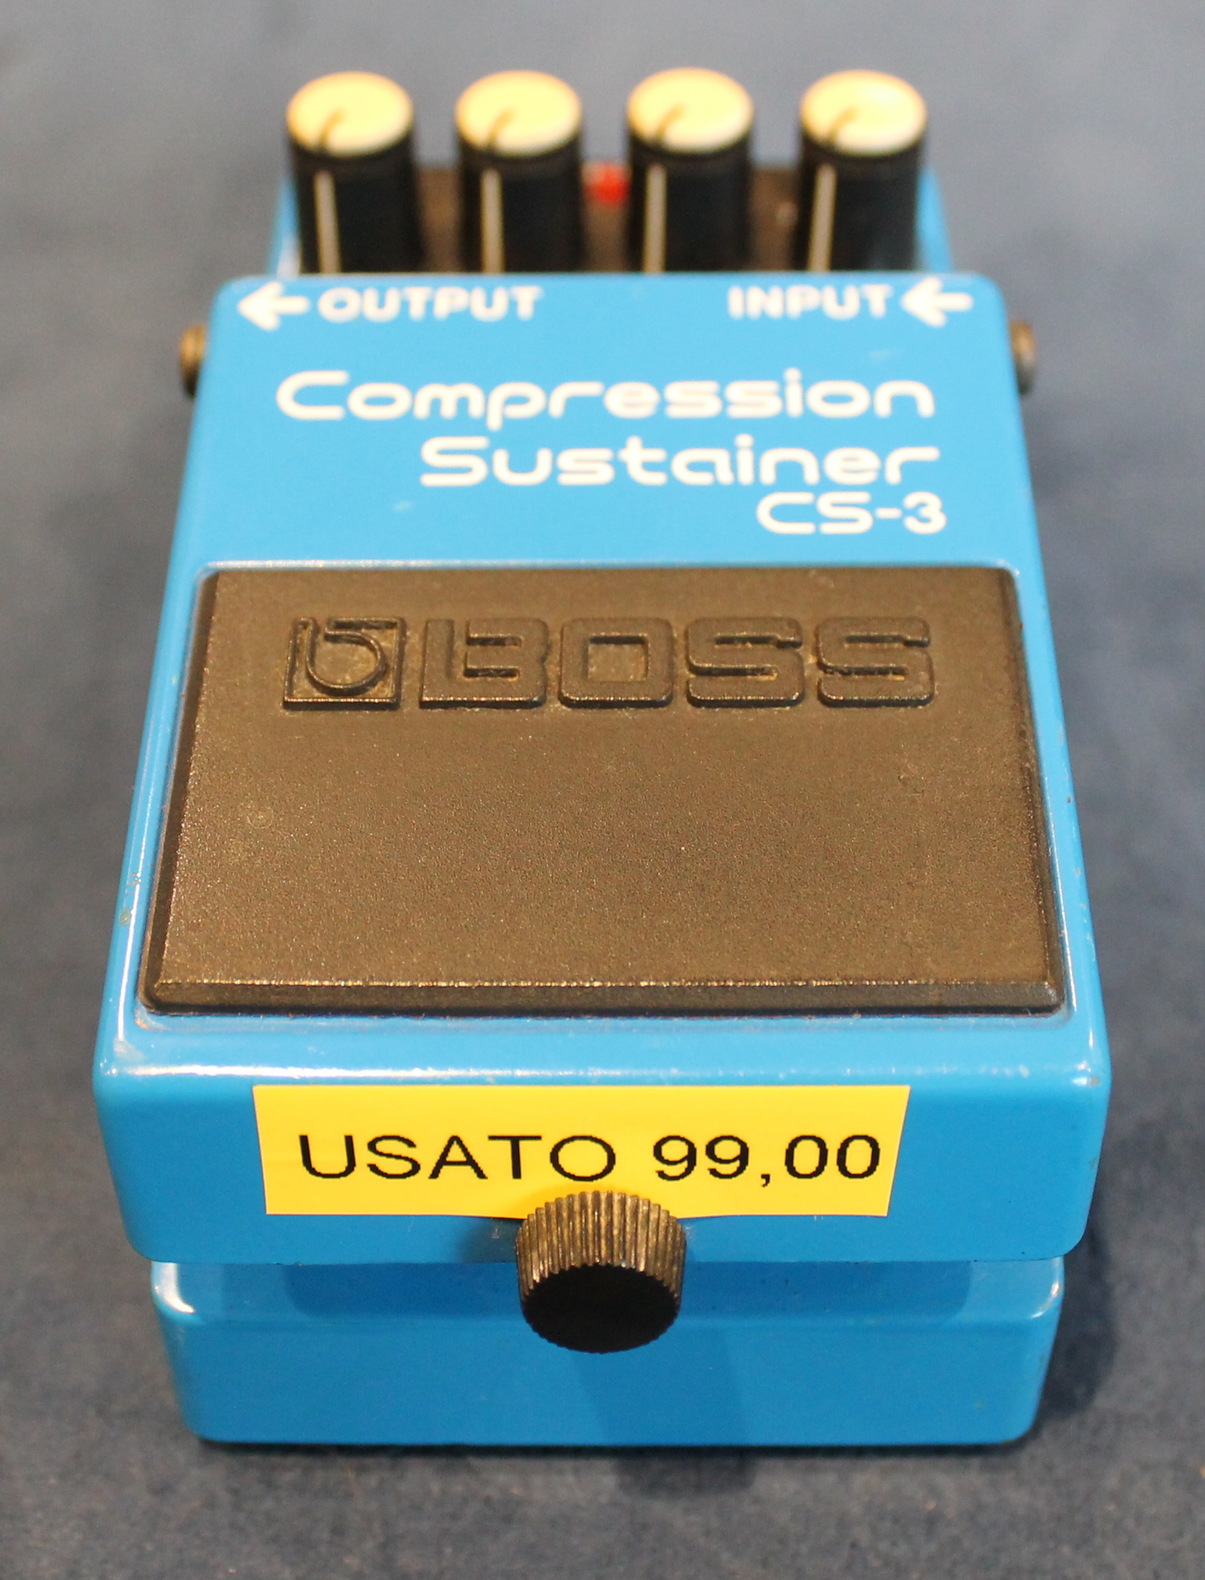 ←OUTPUT INPUT←
Compression
Sustainer
CS-3
BOSS
USATO 99,00